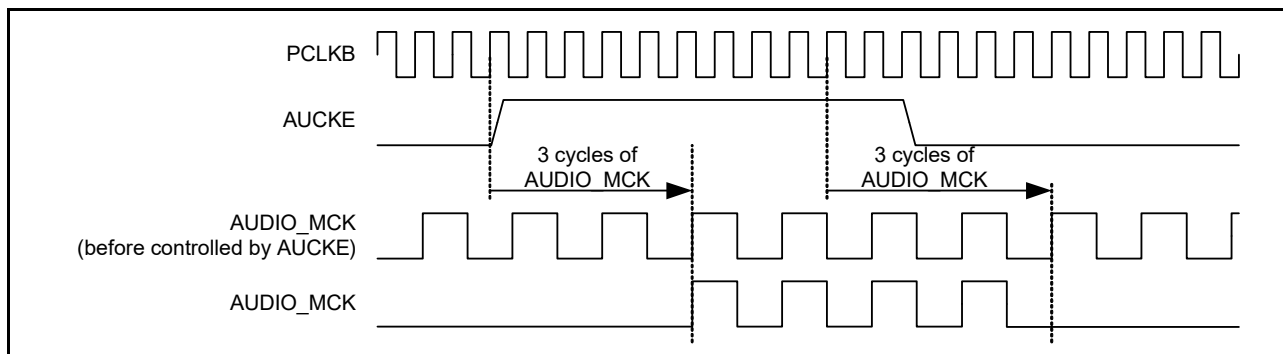 PCLKB
AUCKE
3 cycles of
AUDIO_MCK
3 cycles of
AUDIO_MCK
AUDIO_MCK
(before controlled by AUCKE)
AUDIO_MCK